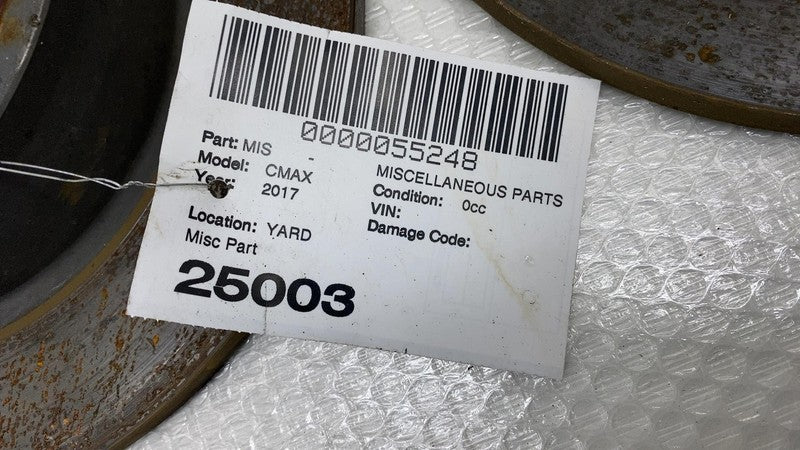 0000055248
Part: MIS -
MISCELLANEOUS PARTS
Model: CMAX
Condition: 0cc
Year: 2017
VIN:
Damage Code:
Location: YARD
Misc Part
25003